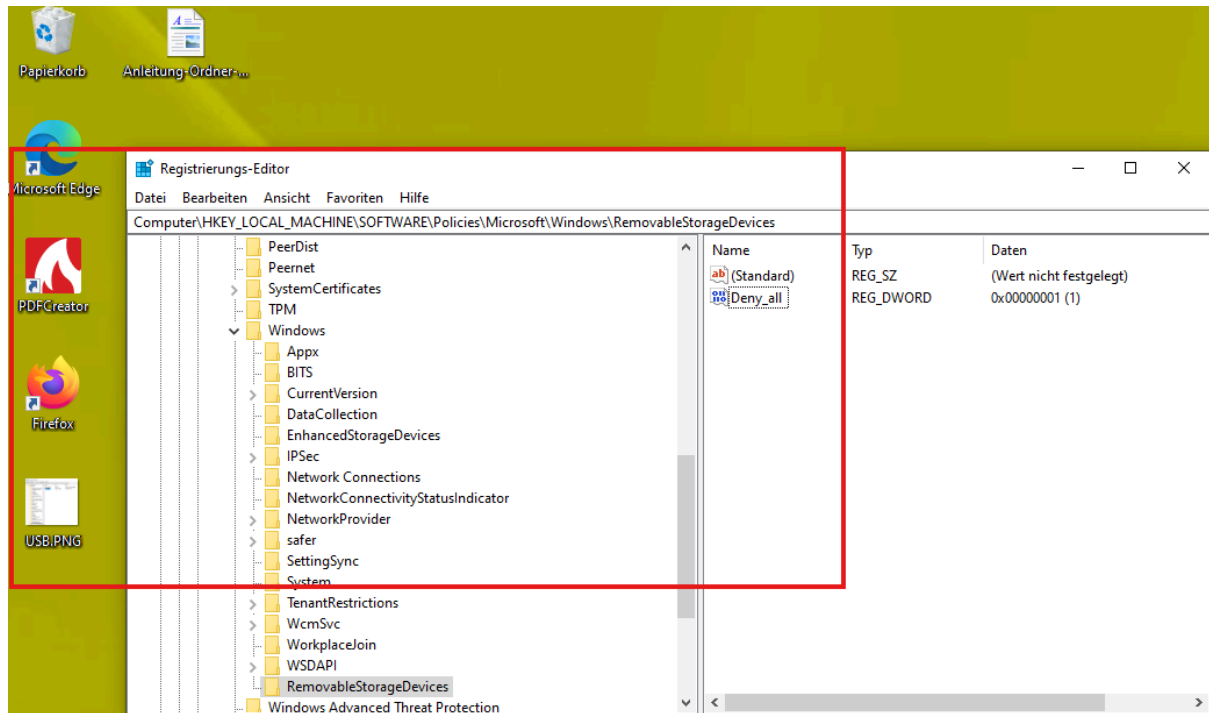 Papierkorb
Anleitung-Ordner-...
Microsoft Edge
PDFCreator
Firefox
USB.PNG
Registrierungs-Editor
Datei Bearbeiten Ansicht Favoriten Hilfe
Computer\HKEY_LOCAL_MACHINE\SOFTWARE\Policies\Microsoft\Windows\RemovableStorageDevices
PeerDist
Peernet
SystemCertificates
TPM
Windows
Appx
BITS
CurrentVersion
DataCollection
EnhancedStorageDevices
IPSec
Network Connections
NetworkConnectivityStatusIndicator
NetworkProvider
safer
SettingSync
System
TenantRestrictions
WcmSvc
WorkplaceJoin
WSDAPI
RemovableStorageDevices
Windows Advanced Threat Protection
Name Typ Daten
(Standard) REG_SZ (Wert nicht festgelegt)
Deny_all REG_DWORD 0x00000001 (1)